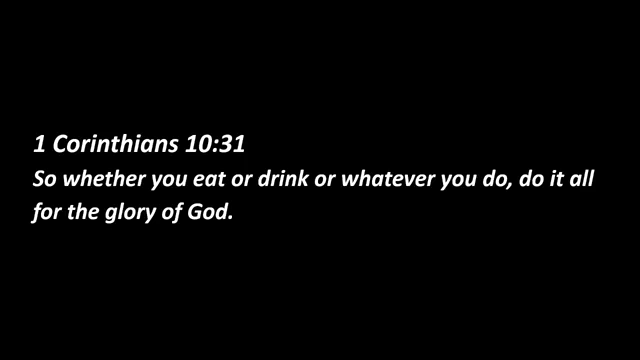 1 Corinthians 10:31
So whether you eat or drink or whatever you do, do it all
for the glory of God.